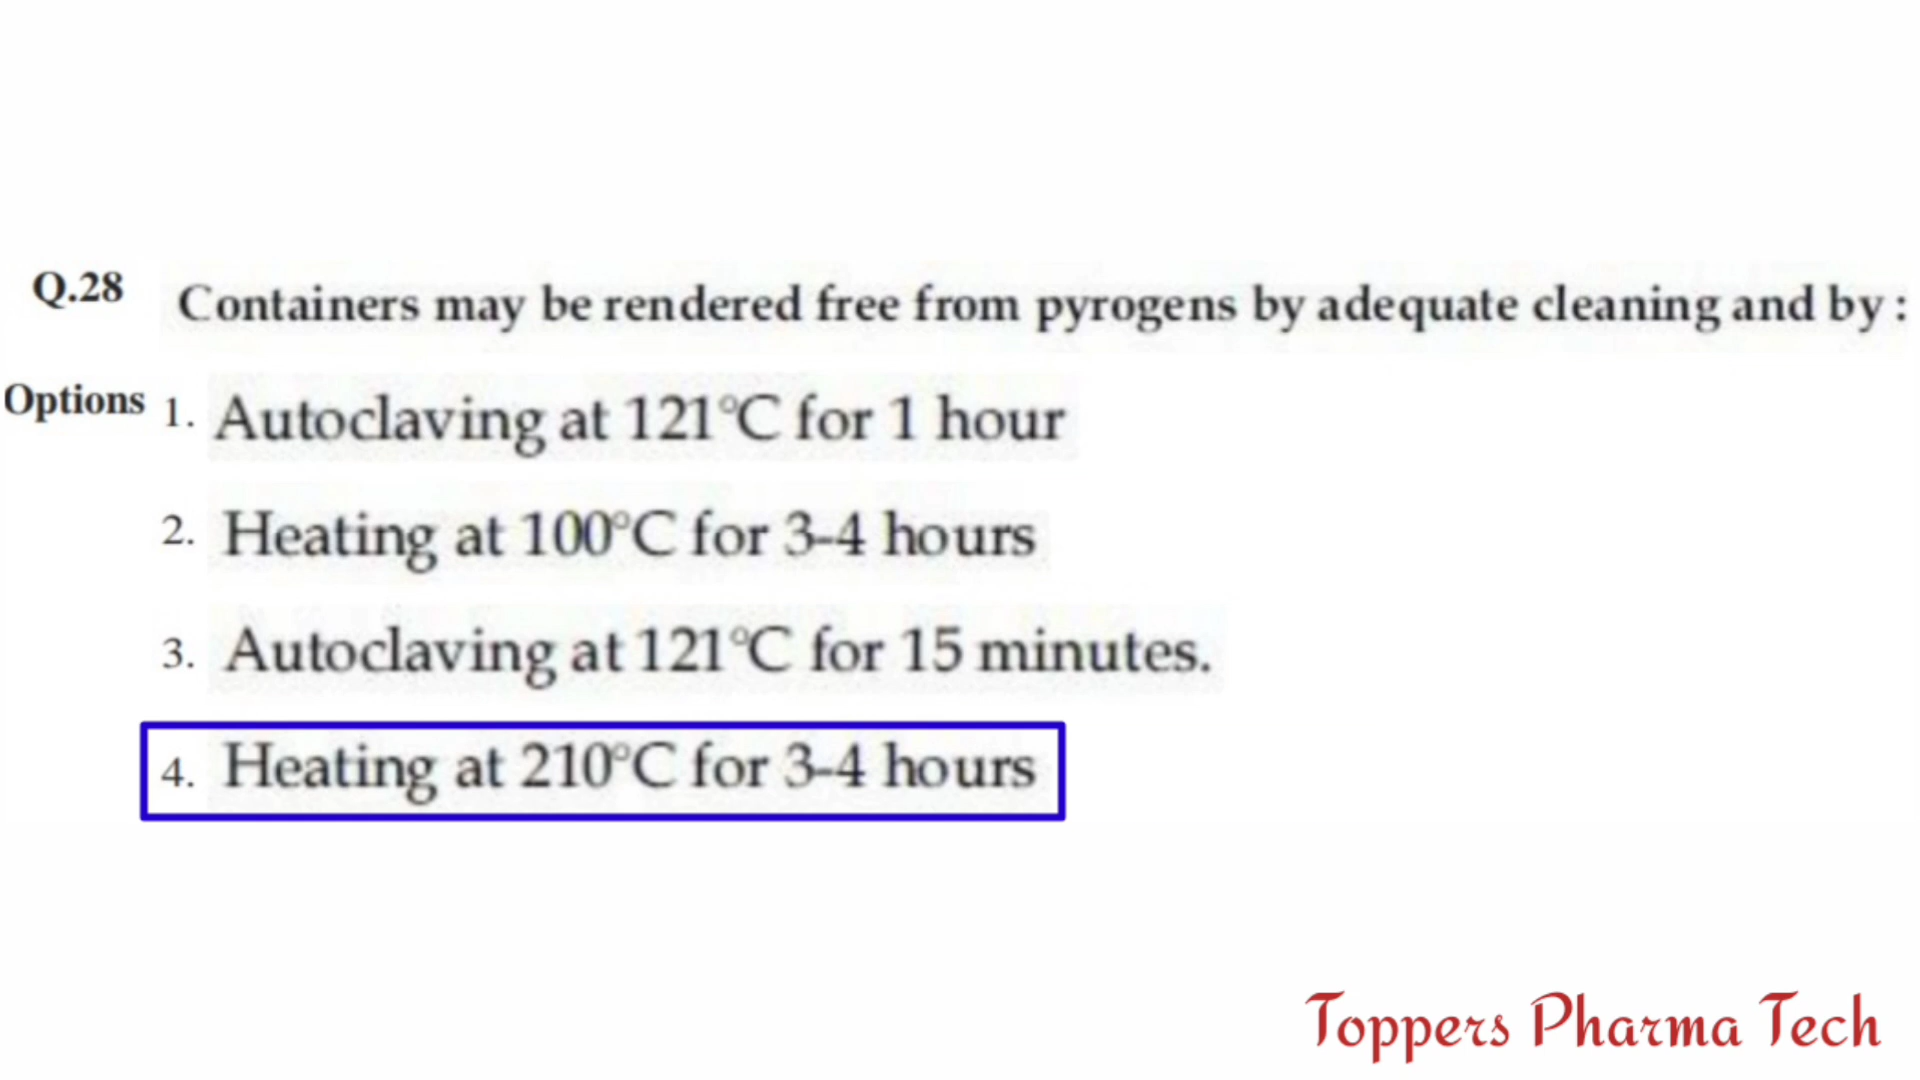 Q.28 Containers may be rendered free from pyrogens by adequate cleaning and by :
Options 1. Autoclaving at 121°C for 1 hour
2. Heating at 100°C for 3-4 hours
3. Autoclaving at 121°C for 15 minutes.
4. Heating at 210°C for 3-4 hours
Toppers Pharma Tech